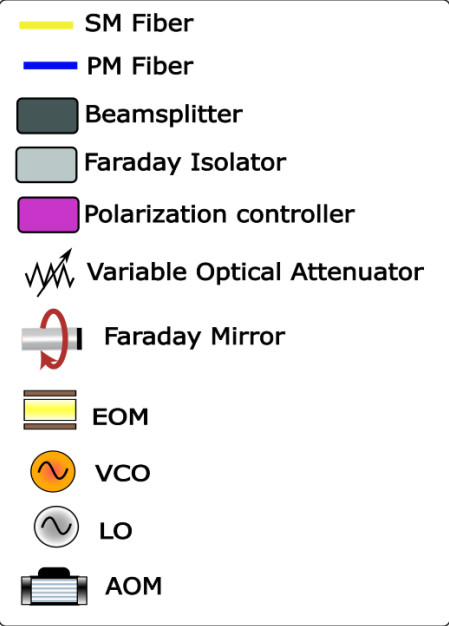 SM Fiber
PM Fiber
Beamsplitter
Faraday Isolator
Polarization controller
Variable Optical Attenuator
Faraday Mirror
EOM
VCO
LO
AOM